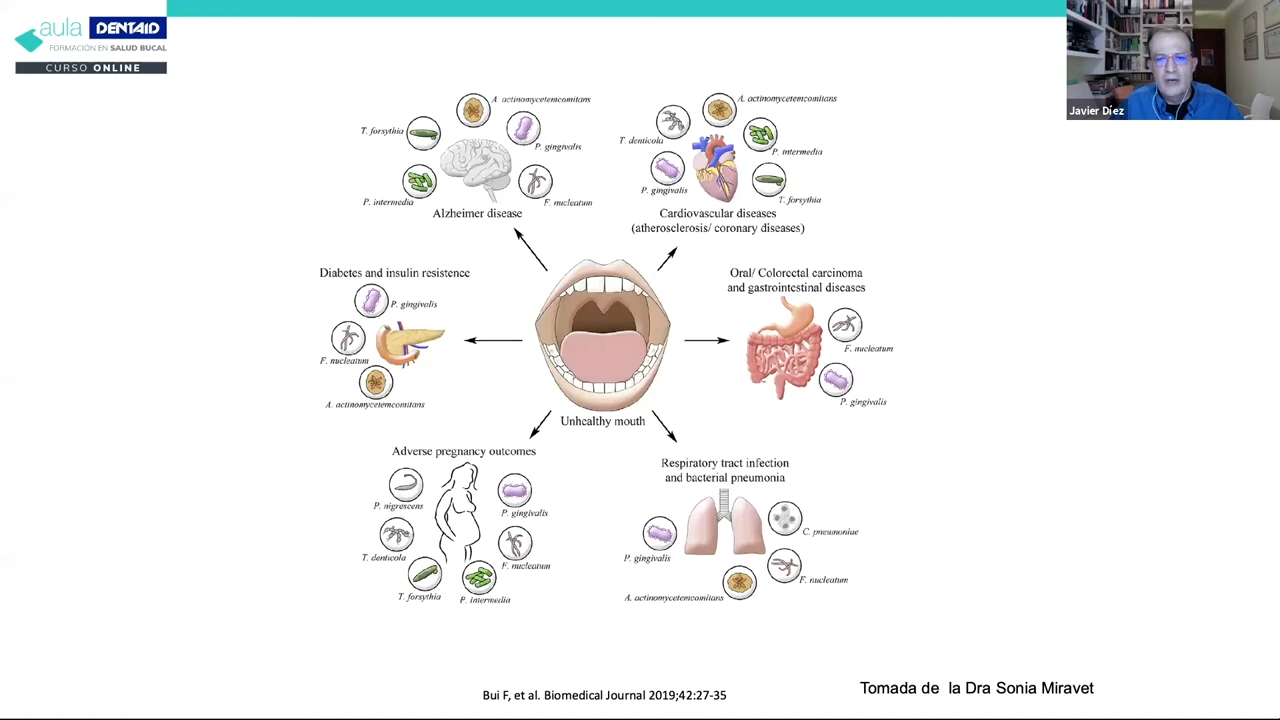 aula DENTAID
FORMACIÓN EN SALUD BUCAL
CURSO ONLINE
Javier Díez
A. actinomycetemcomitans
T. forsythia
P. gingivalis
P. intermedia
F. nucleatum
Alzheimer disease
A. actinomycetemcomitans
T. denticola
P. intermedia
P. gingivalis
T. forsythia
Cardiovascular diseases
(atherosclerosis/ coronary diseases)
Diabetes and insulin resistence
P. gingivalis
F. nucleatum
A. actinomycetemcomitans
Oral/ Colorectal carcinoma
and gastrointestinal diseases
F. nucleatum
P. gingivalis
Unhealthy mouth
Adverse pregnancy outcomes
P. nigrescens
P. gingivalis
T. denticola
F. nucleatum
T. forsythia
P. intermedia
Respiratory tract infection
and bacterial pneumonia
C. pneumoniae
P. gingivalis
F. nucleatum
A. actinomycetemcomitans
Bui F, et al. Biomedical Journal 2019;42:27-35
Tomada de la Dra Sonia Miravet